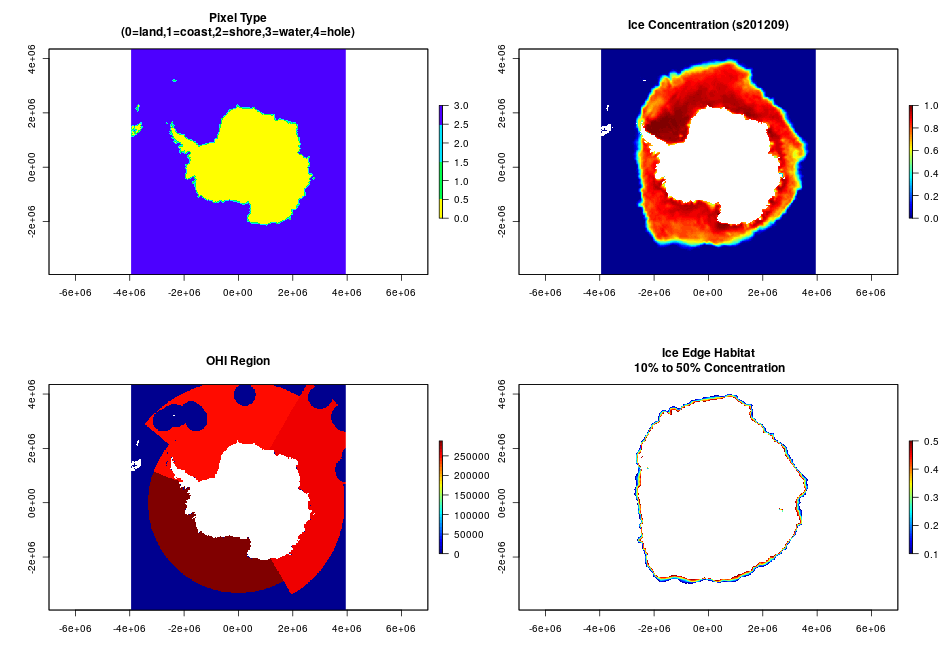 Pixel Type
(0=land,1=coast,2=shore,3=water,4=hole)
4e+06
2e+06
0e+00
-2e+06
-6e+06 -4e+06 -2e+06 0e+00 2e+06 4e+06 6e+06
3.0
2.5
2.0
1.5
1.0
0.5
0.0
Ice Concentration (s201209)
4e+06
2e+06
0e+00
-2e+06
-6e+06 -4e+06 -2e+06 0e+00 2e+06 4e+06 6e+06
1.0
0.8
0.6
0.4
0.2
0.0
OHI Region
4e+06
2e+06
0e+00
-2e+06
-6e+06 -4e+06 -2e+06 0e+00 2e+06 4e+06 6e+06
250000
200000
150000
100000
50000
0
Ice Edge Habitat
10% to 50% Concentration
4e+06
2e+06
0e+00
-2e+06
-6e+06 -4e+06 -2e+06 0e+00 2e+06 4e+06 6e+06
0.5
0.4
0.3
0.2
0.1